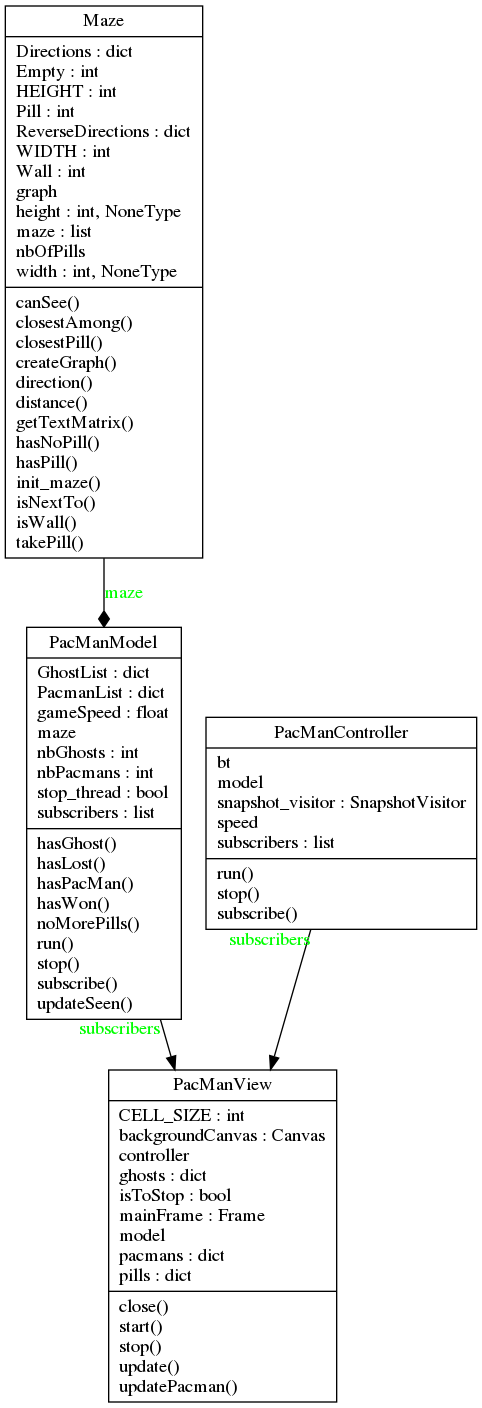 Maze
Directions : dict
Empty : int
HEIGHT : int
Pill : int
ReverseDirections : dict
WIDTH : int
Wall : int
graph
height : int, NoneType
maze : list
nbOfPills
width : int, NoneType
canSee()
closestAmong()
closestPill()
createGraph()
direction()
distance()
getTextMatrix()
hasNoPill()
hasPill()
init_maze()
isNextTo()
isWall()
takePill()
maze
PacManModel
GhostList : dict
PacmanList : dict
gameSpeed : float
maze
nbGhosts : int
nbPacmans : int
stop_thread : bool
subscribers : list
hasGhost()
hasLost()
hasPacMan()
hasWon()
noMorePills()
run()
stop()
subscribe()
updateSeen()
PacManController
bt
model
snapshot_visitor : SnapshotVisitor
speed
subscribers : list
run()
stop()
subscribe()
subscribers
subscribers
PacManView
CELL_SIZE : int
backgroundCanvas : Canvas
controller
ghosts : dict
isToStop : bool
mainFrame : Frame
model
pacmans : dict
pills : dict
close()
start()
stop()
update()
updatePacman()